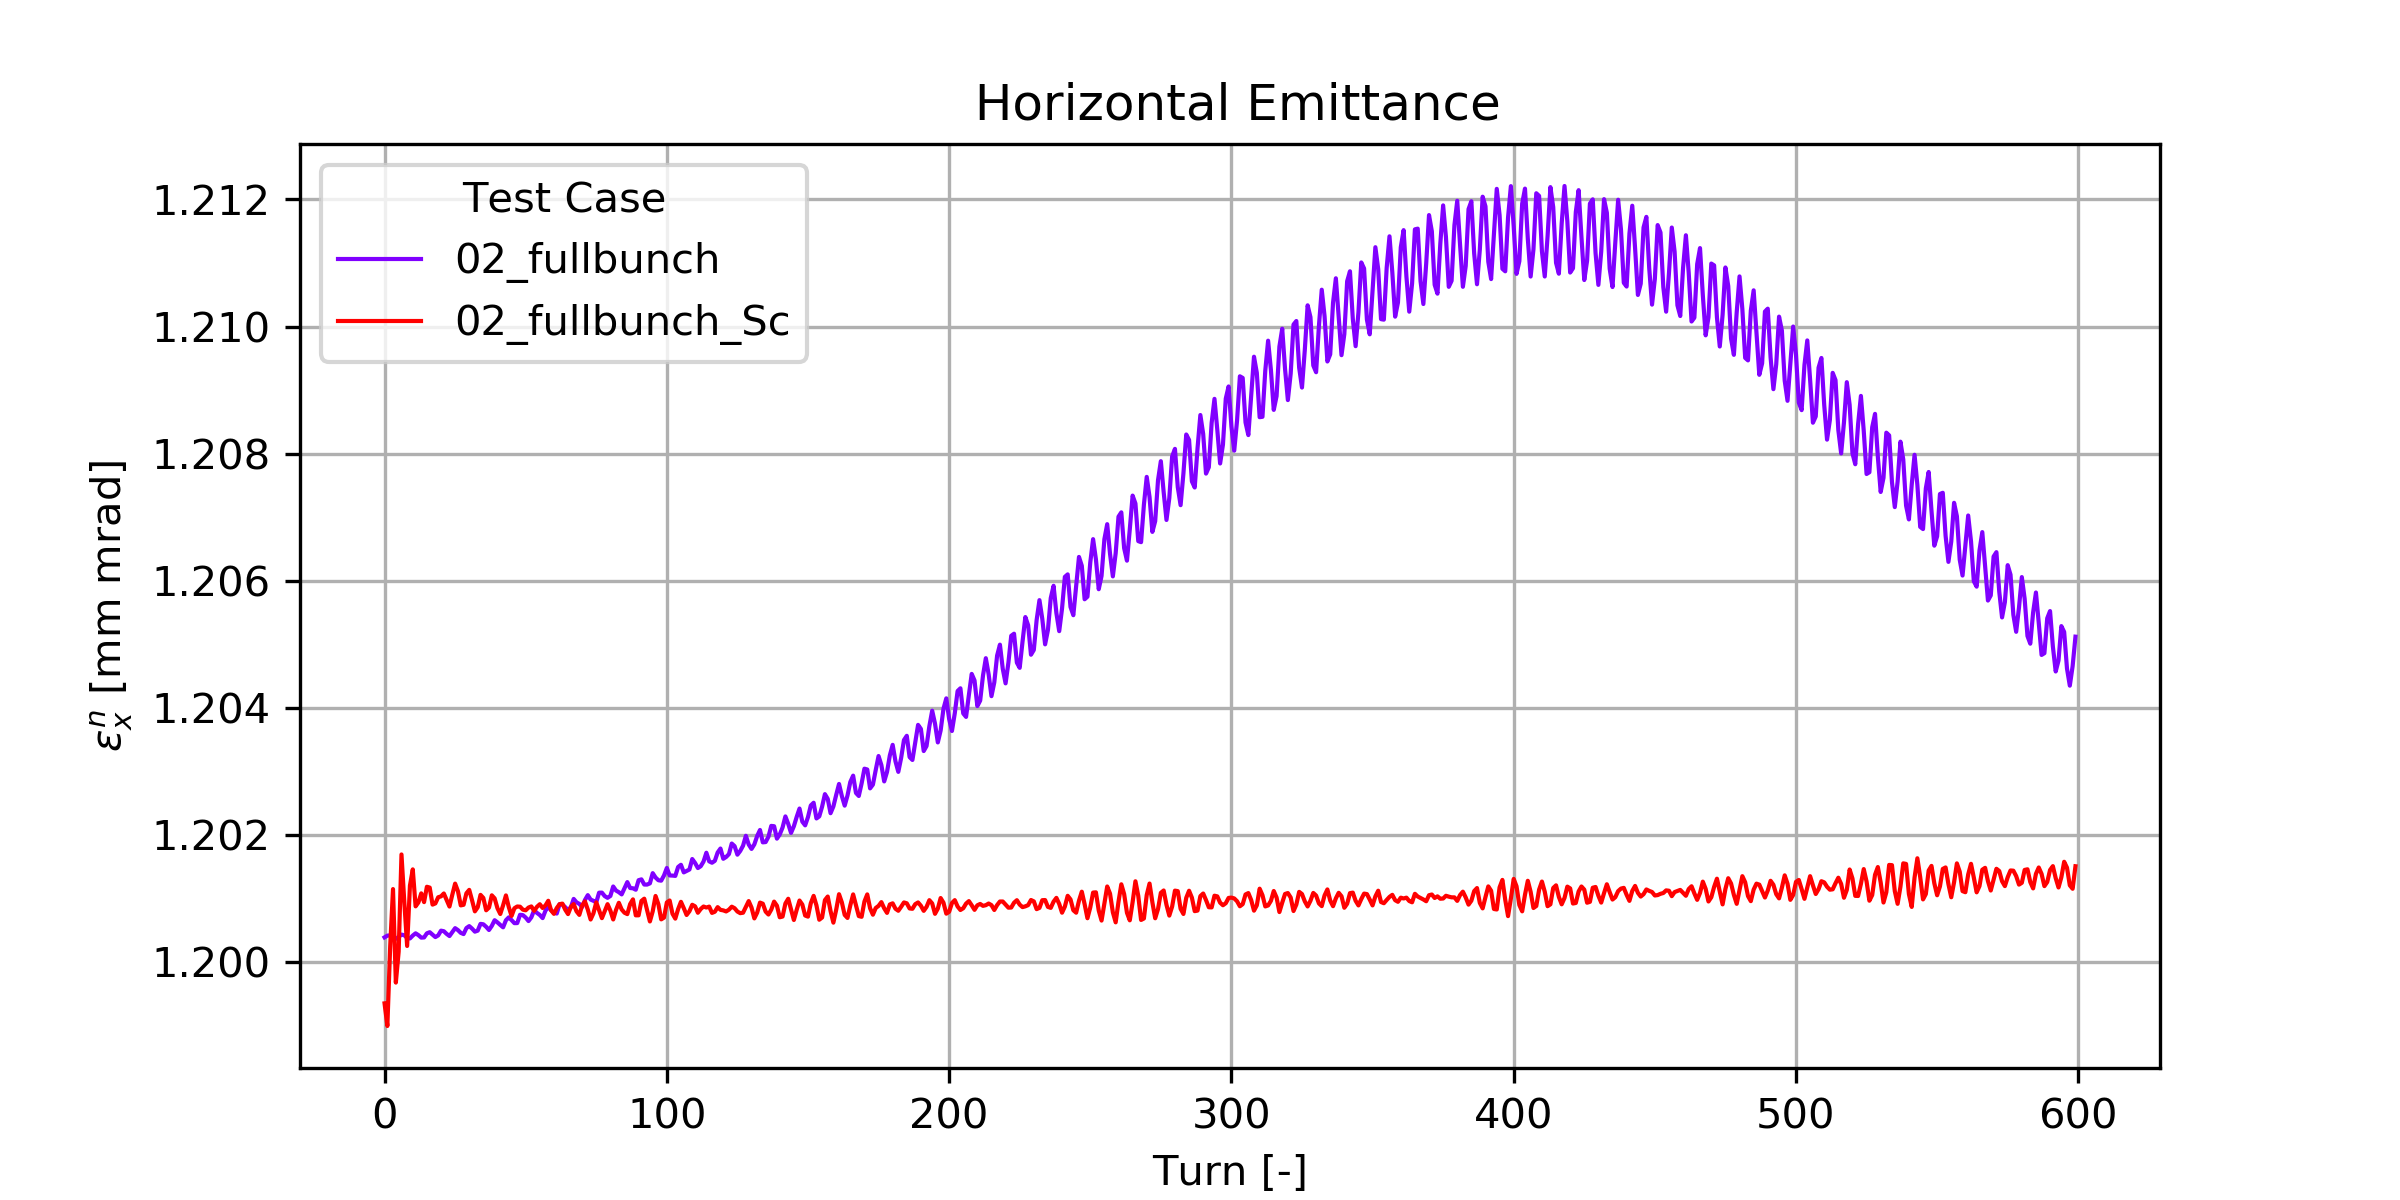 Horizontal Emittance
Test Case
02_fullbunch
02_fullbunch_Sc
1.212
1.210
1.208
1.206
1.204
1.202
1.200
εₓⁿ [mm mrad]
0 100 200 300 400 500 600
Turn [-]